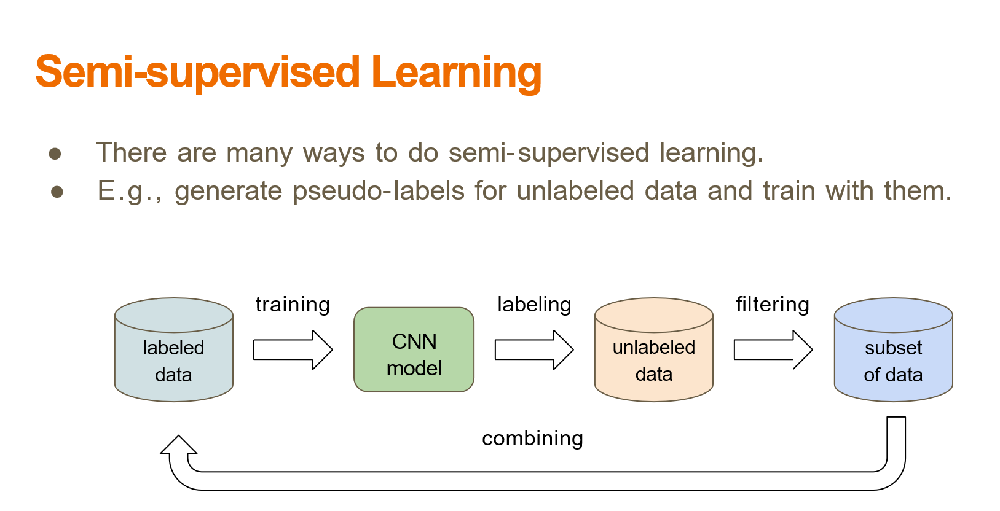 Semi-supervised Learning
● There are many ways to do semi-supervised learning.
● E.g., generate pseudo-labels for unlabeled data and train with them.
training
labeling
filtering
labeled
data
CNN
model
unlabeled
data
subset
of data
combining